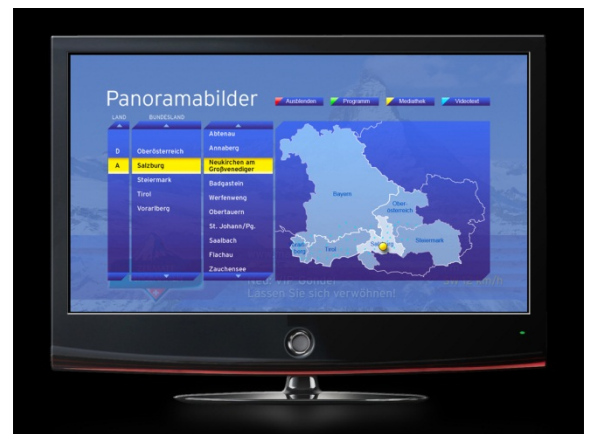 Panoramabilder
Ausblenden
Programm
Mediathek
Videotext
LAND
BUNDESLAND
D
A
Oberösterreich
Salzburg
Steiermark
Tirol
Vorarlberg
Abtenau
Annaberg
Neukirchen am
Großvenediger
Badgastein
Werfenweng
Obertauern
St. Johann/Pg.
Saalbach
Flachau
Zauchensee
Bayern
Ober-
österreich
Tirol
Steiermark
Lassen Sie sich verwöhnen!